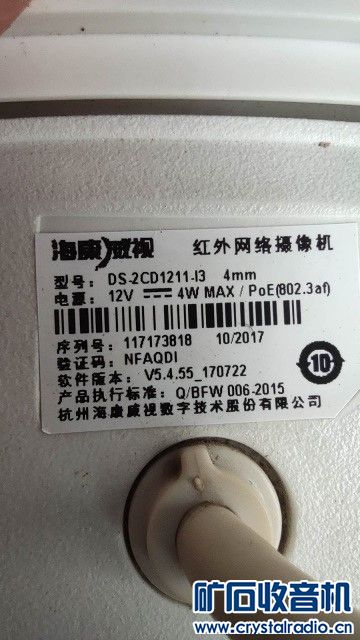 海康威视 红外网络摄像机
型号: DS-2CD1211-I3 4mm
电源: 12V 4W MAX / PoE(802.3af)
序列号: 117173818 10/2017
验证码: NFAQDI
软件版本: V5.4.55_170722
产品执行标准: Q/BFW 006-2015
杭州海康威视数字技术股份有限公司
10
矿石收音机
www.crystalradio.cn